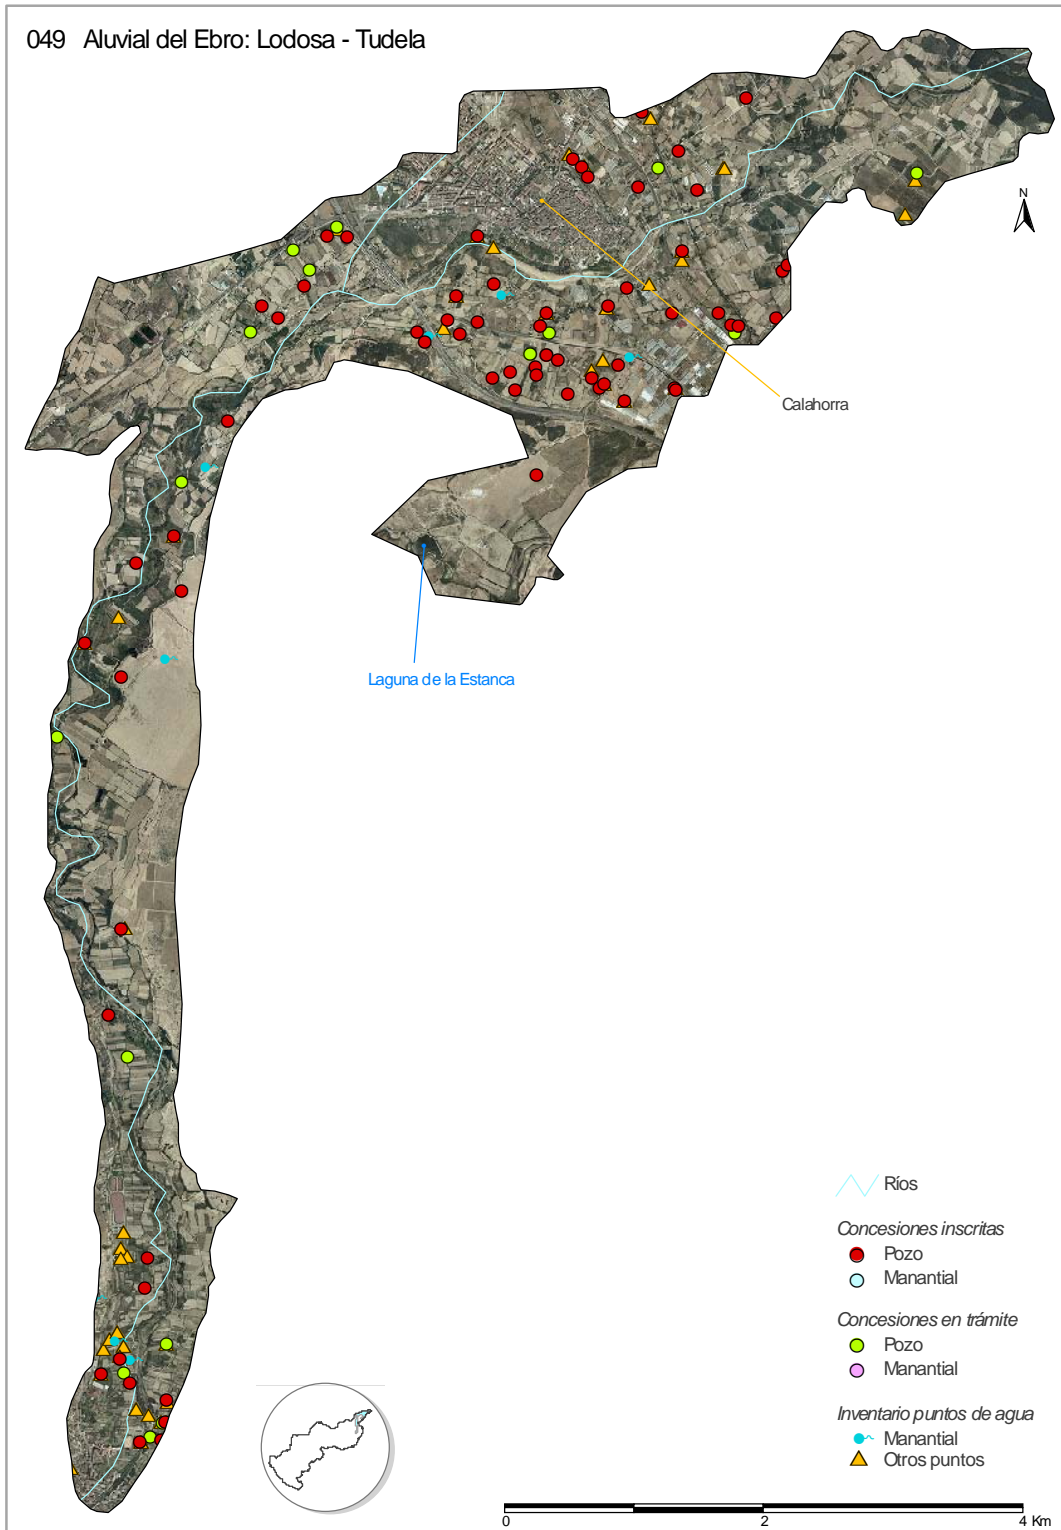 049 Aluvial del Ebro: Lodosa - Tudela
N
Calahorra
Laguna de la Estanca
Ríos
Concesiones inscritas
Pozo
Manantial
Concesiones en trámite
Pozo
Manantial
Inventario puntos de agua
Manantial
Otros puntos
0 2 4 Km